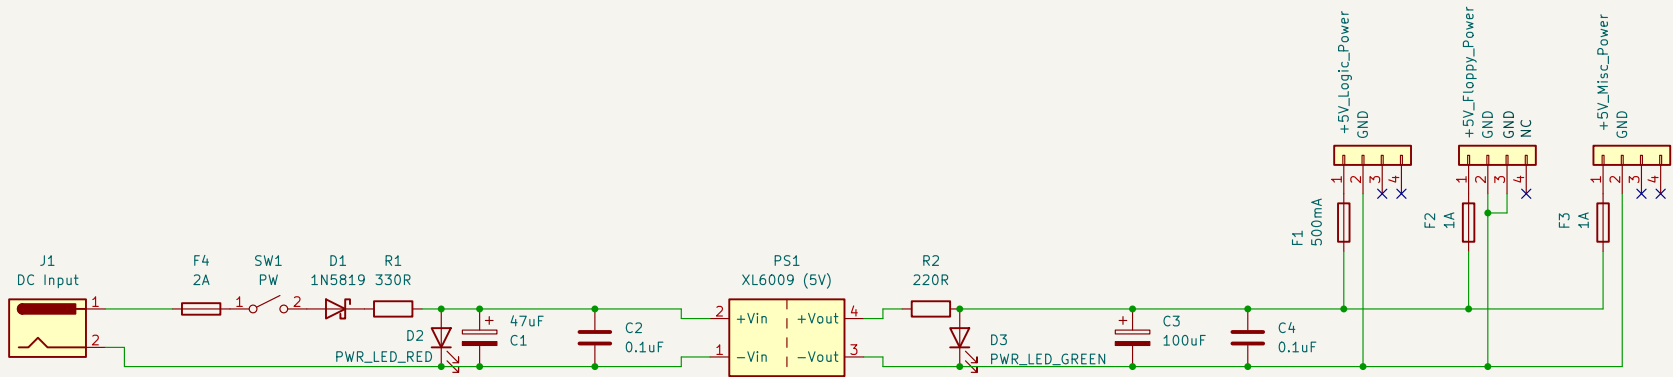 +5V_Logic_Power
GND
+5V_Floppy_Power
GND
GND
NC
+5V_Misc_Power
GND
1
2
3
4
1
2
3
4
1
2
3
4
F1
500mA
F2
1A
F3
1A
J1
DC Input
1
2
F4
2A
SW1
PW
1
2
D1
1N5819
R1
330R
D2
PWR_LED_RED
+
47uF
C1
C2
0.1uF
PS1
XL6009 (5V)
2
+Vin
+Vout
4
1
-Vin
-Vout
3
R2
220R
D3
PWR_LED_GREEN
+
C3
100uF
C4
0.1uF